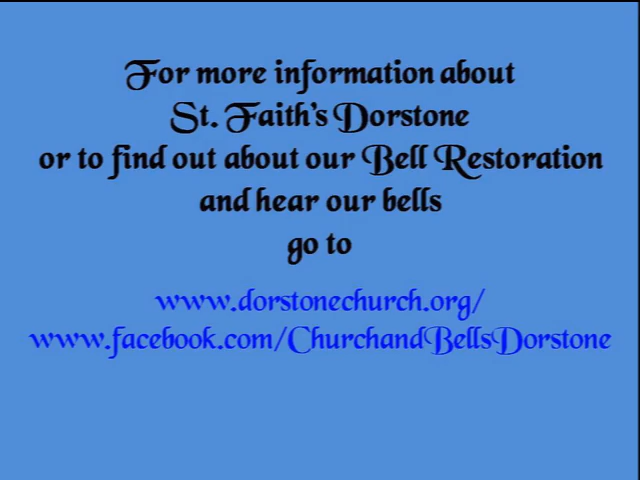 For more information about
St. Faith's Dorstone
or to find out about our Bell Restoration
and hear our bells
go to
www.dorstonechurch.org/
www.facebook.com/ChurchandBellsDorstone